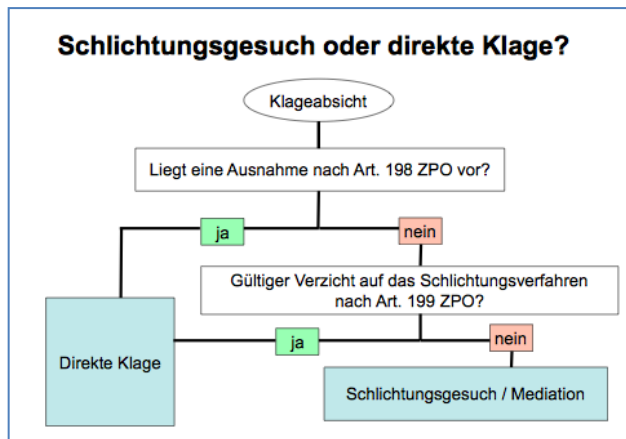 Schlichtungsgesuch oder direkte Klage?
Klageabsicht
Liegt eine Ausnahme nach Art. 198 ZPO vor?
ja
nein
Gültiger Verzicht auf das Schlichtungsverfahren
nach Art. 199 ZPO?
ja
nein
Direkte Klage
Schlichtungsgesuch / Mediation